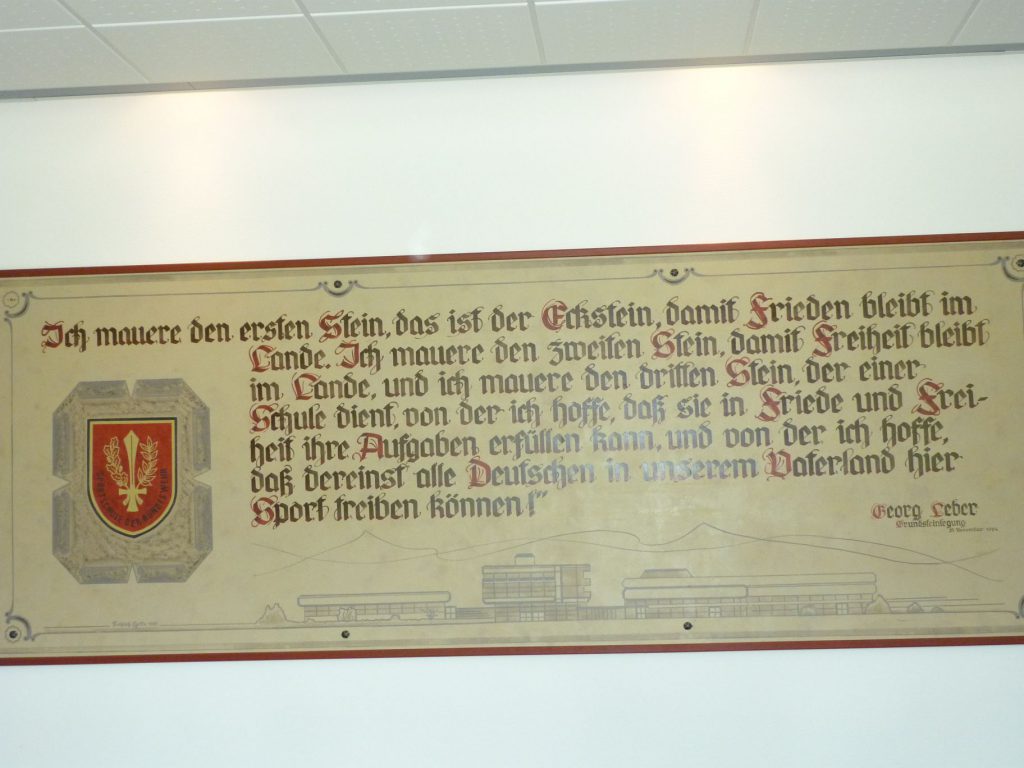 Ich mauere den ersten Stein, das ist der Eckstein, damit Frieden bleibt im
Lande. Ich mauere den zweiten Stein, damit Freiheit bleibt
im Lande, und ich mauere den dritten Stein, der einer
Schule dient, von der ich hoffe, daß sie in Friede und Frei-
heit ihre Aufgaben erfüllen kann, und von der ich hoffe,
daß dereinst alle Deutschen in unserem Vaterland hier
Sport treiben können!"
Georg Leber
Grundsteinlegung
SPORTSCHULE DER BUNDESWEHR